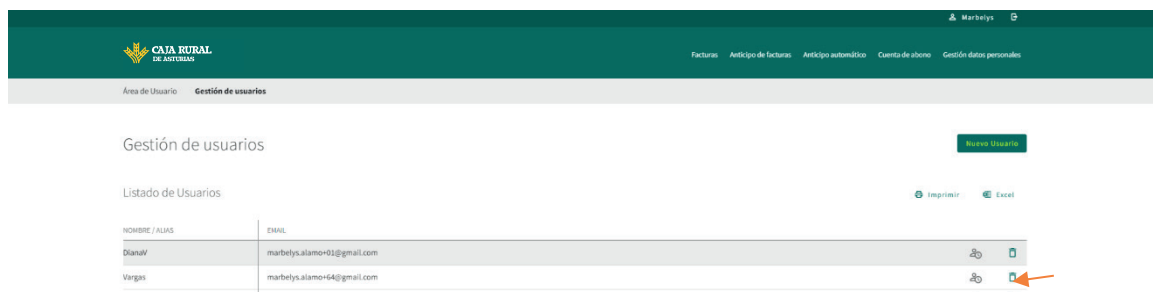 Marbelys
CAJA RURAL
DE ASTURIAS
Facturas Anticipo de facturas Anticipo automático Cuenta de abono Gestión datos personales
Área de Usuario Gestión de usuarios
Gestión de usuarios
Nuevo Usuario
Listado de Usuarios
Imprimir Excel
NOMBRE / ALIAS EMAIL
DianaV marbelys.alamo+01@gmail.com
Vargas marbelys.alamo+64@gmail.com